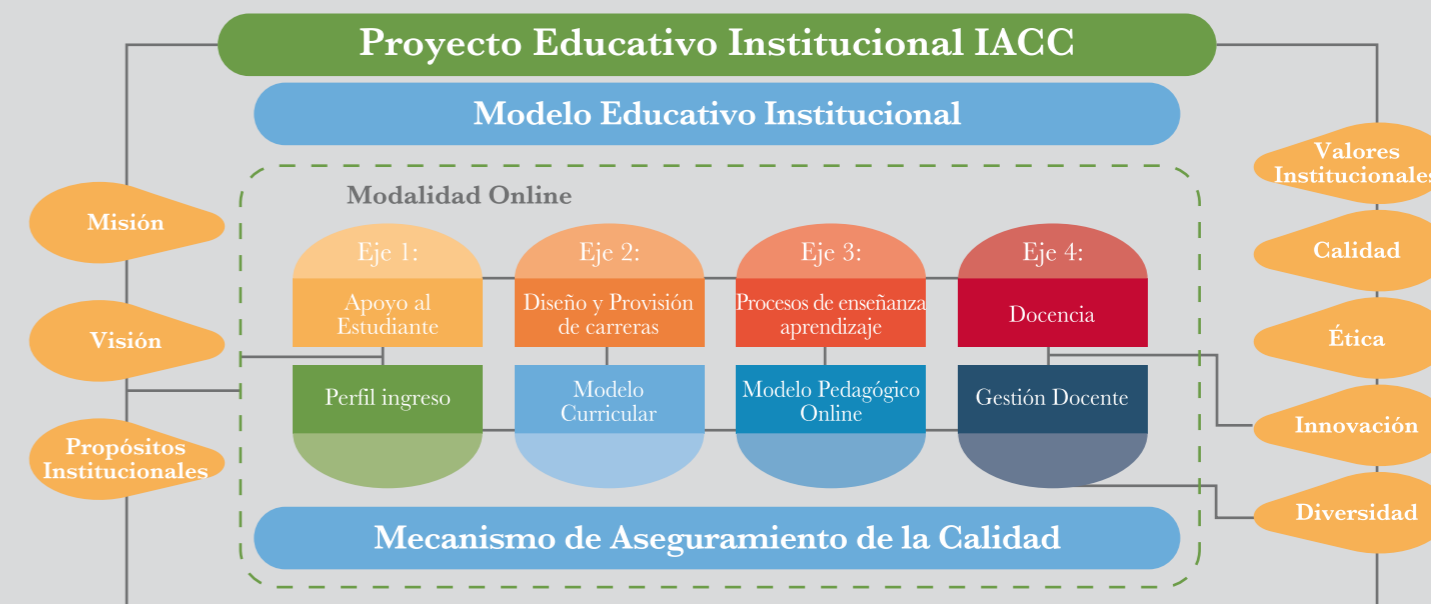 Proyecto Educativo Institucional IACC
Modelo Educativo Institucional
Modalidad Online
Misión
Visión
Propósitos
Institucionales
Eje 1:
Apoyo al
Estudiante
Perfil ingreso
Eje 2:
Diseño y Provisión
de carreras
Modelo
Curricular
Eje 3:
Procesos de enseñanza
aprendizaje
Modelo Pedagógico
Online
Eje 4:
Docencia
Gestión Docente
Mecanismo de Aseguramiento de la Calidad
Valores
Institucionales
Calidad
Ética
Innovación
Diversidad